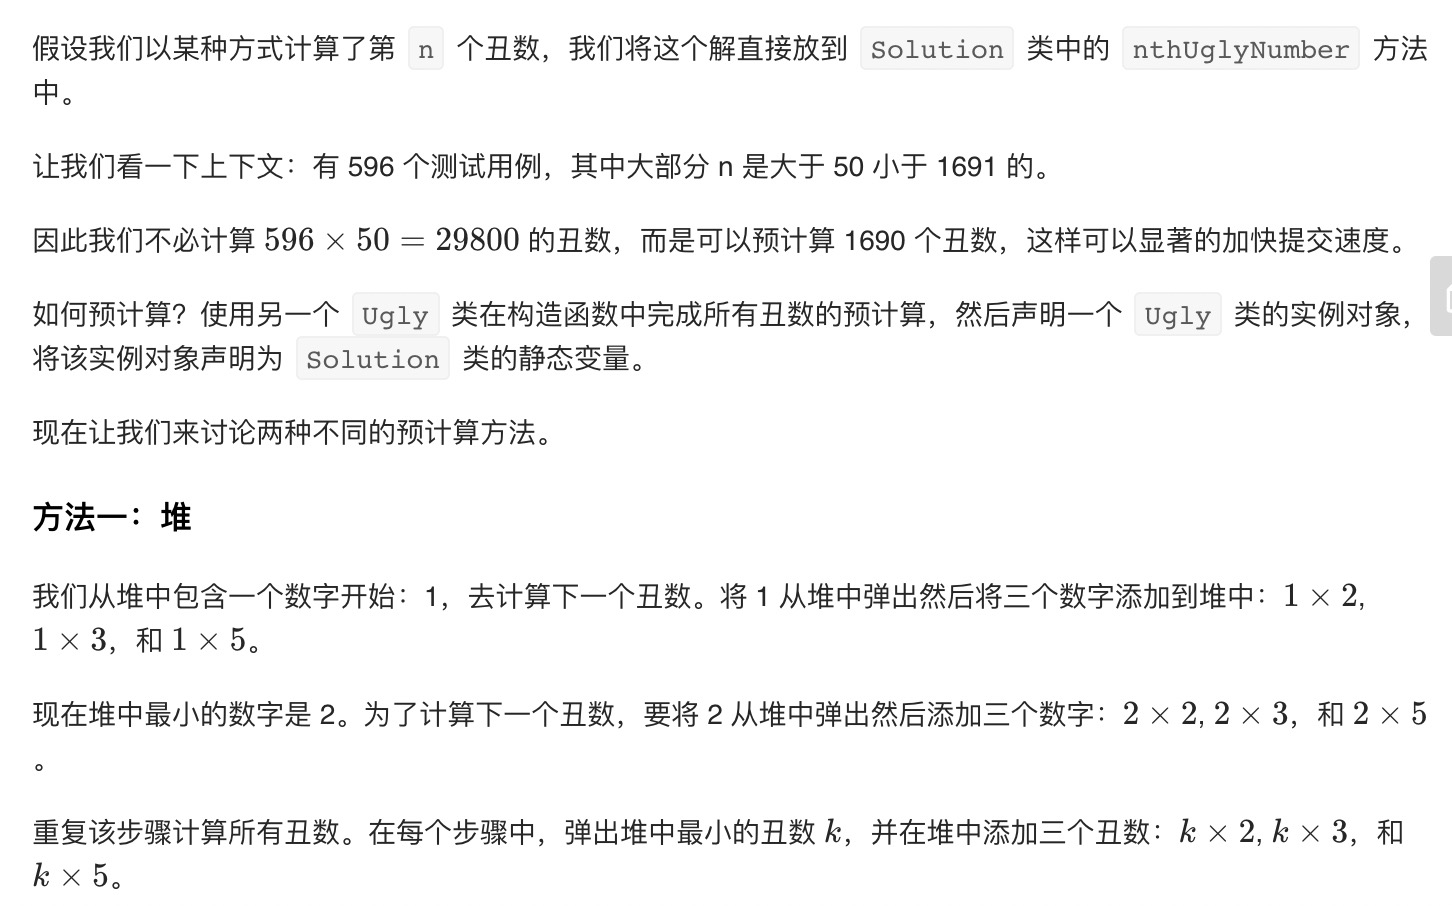 假设我们以某种方式计算了第 n 个丑数，我们将这个解直接放到 Solution 类中的 nthUglyNumber 方法
中。
让我们看一下上下文：有 596 个测试用例，其中大部分 n 是大于 50 小于 1691 的。
因此我们不必计算 596 × 50 = 29800 的丑数，而是可以预计算 1690 个丑数，这样可以显著的加快提交速度。
如何预计算？使用另一个 Ugly 类在构造函数中完成所有丑数的预计算，然后声明一个 Ugly 类的实例对象，
将该实例对象声明为 Solution 类的静态变量。
现在让我们来讨论两种不同的预计算方法。
方法一：堆
我们从堆中包含一个数字开始：1，去计算下一个丑数。将 1 从堆中弹出然后将三个数字添加到堆中：1 × 2,
1 × 3，和 1 × 5。
现在堆中最小的数字是 2。为了计算下一个丑数，要将 2 从堆中弹出然后添加三个数字：2 × 2, 2 × 3，和 2 × 5
。
重复该步骤计算所有丑数。在每个步骤中，弹出堆中最小的丑数 k，并在堆中添加三个丑数：k × 2, k × 3，和
k × 5。